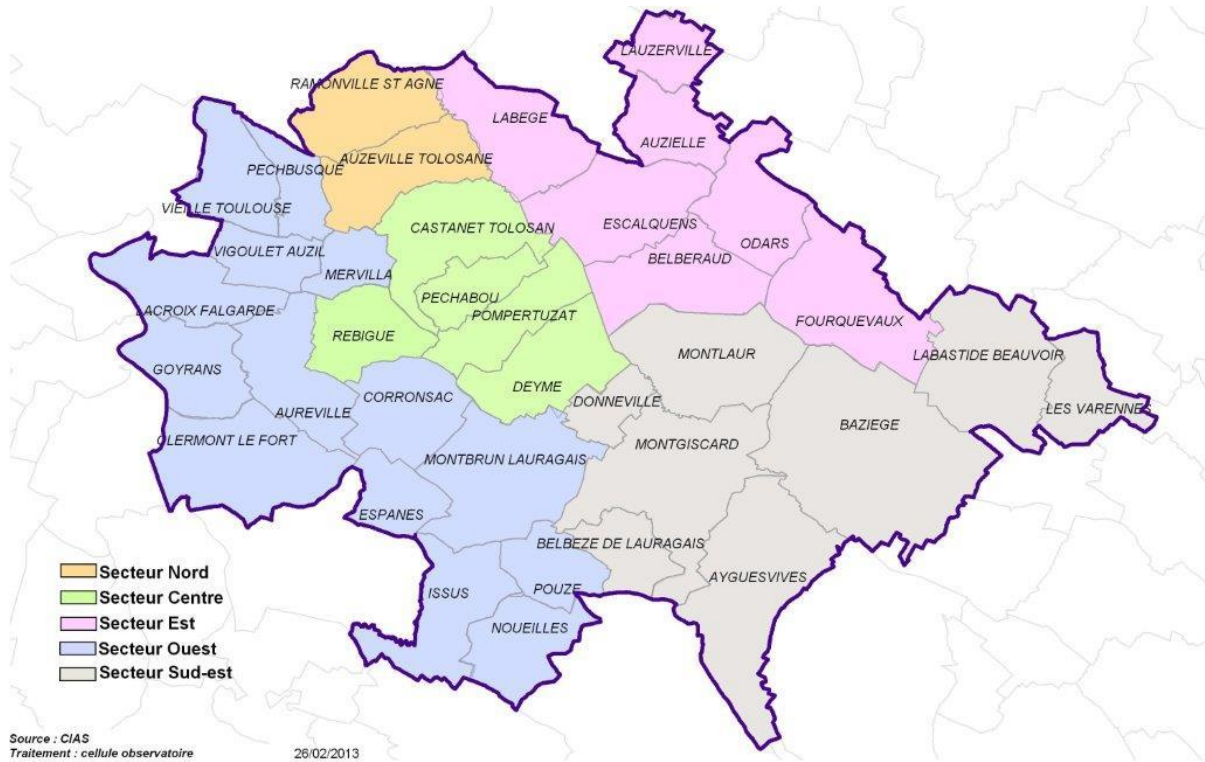 LAUZERVILLE
RAMONVILLE ST AGNE
LABEGE
AUZIELLE
AUZEVILLE TOLOSANE
PECHBUSQUE
VIEILLE TOULOUSE
CASTANET TOLOSAN
ESCALQUENS
ODARS
VIGOULET AUZIL
BELBERAUD
MERVILLA
PECHABOU
LACROIX FALGARDE
POMPERTUZAT
FOURQUEVAUX
REBIGUE
MONTLAUR
LABASTIDE BEAUVOIR
GOYRANS
DEYME
CORRONSAC
DONNEVILLE
LES VARENNES
AUREVILLE
BAZIEGE
CLERMONT LE FORT
MONTGISCARD
MONTBRUN LAURAGAIS
ESPANES
BELBEZE DE LAURAGAIS
AYGUESVIVES
ISSUS
POUZE
NOUEILLES
Secteur Nord
Secteur Centre
Secteur Est
Secteur Ouest
Secteur Sud-est
Source : CIAS
Traitement : cellule observatoire
26/02/2013